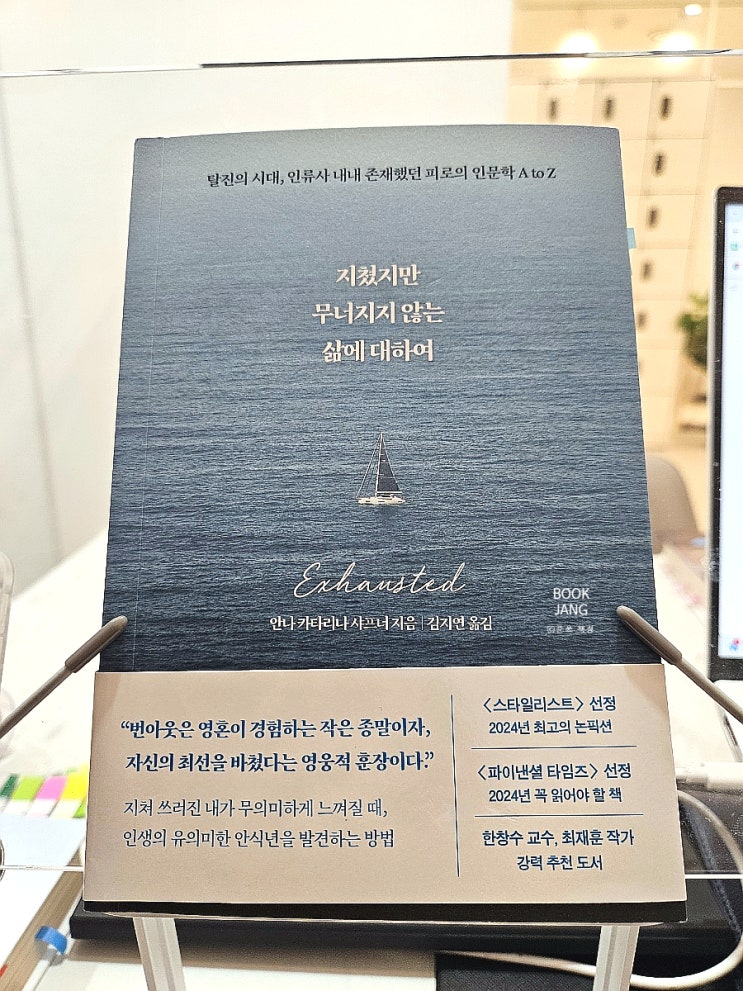 탈진의 시대, 인류사 내내 존재했던 피로의 인문학 A to Z
지쳤지만
무너지지 않는
삶에 대하여
Exhausted
안나 카타리나 샤프너 지음 | 김지연 옮김
BOOK
JANG
“번아웃은 영혼이 경험하는 작은 종말이자,
자신의 최선을 바쳤다는 영웅적 훈장이다.”
지쳐 쓰러진 내가 무의미하게 느껴질 때,
인생의 유의미한 안식년을 발견하는 방법
〈스타일리스트〉 선정
2024년 최고의 논픽션
〈파이낸셜 타임즈〉 선정
2024년 꼭 읽어야 할 책
한창수 교수, 최재훈 작가
강력 추천 도서